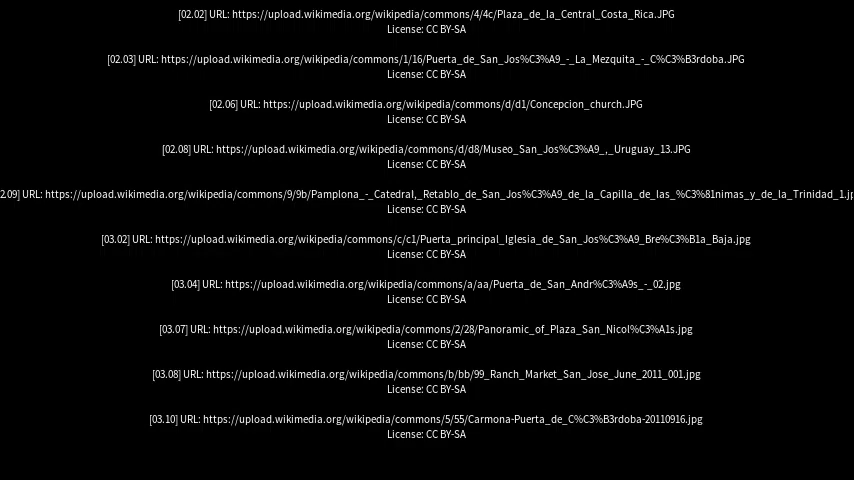 [02.02] URL: https://upload.wikimedia.org/wikipedia/commons/4/4c/Plaza_de_la_Central_Costa_Rica.JPG
License: CC BY-SA
[02.03] URL: https://upload.wikimedia.org/wikipedia/commons/1/16/Puerta_de_San_Jos%C3%A9_-_La_Mezquita_-_C%C3%B3rdoba.JPG
License: CC BY-SA
[02.06] URL: https://upload.wikimedia.org/wikipedia/commons/d/d1/Concepcion_church.JPG
License: CC BY-SA
[02.08] URL: https://upload.wikimedia.org/wikipedia/commons/d/d8/Museo_San_Jos%C3%A9_,_Uruguay_13.JPG
License: CC BY-SA
2.09] URL: https://upload.wikimedia.org/wikipedia/commons/9/9b/Pamplona_-_Catedral,_Retablo_de_San_Jos%C3%A9_de_la_Capilla_de_las_%C3%81nimas_y_de_la_Trinidad_1.jp
License: CC BY-SA
[03.02] URL: https://upload.wikimedia.org/wikipedia/commons/c/c1/Puerta_principal_Iglesia_de_San_Jos%C3%A9_Bre%C3%B1a_Baja.jpg
License: CC BY-SA
[03.04] URL: https://upload.wikimedia.org/wikipedia/commons/a/aa/Puerta_de_San_Andr%C3%A9s_-_02.jpg
License: CC BY-SA
[03.07] URL: https://upload.wikimedia.org/wikipedia/commons/2/28/Panoramic_of_Plaza_San_Nicol%C3%A1s.jpg
License: CC BY-SA
[03.08] URL: https://upload.wikimedia.org/wikipedia/commons/b/bb/99_Ranch_Market_San_Jose_June_2011_001.jpg
License: CC BY-SA
[03.10] URL: https://upload.wikimedia.org/wikipedia/commons/5/55/Carmona-Puerta_de_C%C3%B3rdoba-20110916.jpg
License: CC BY-SA